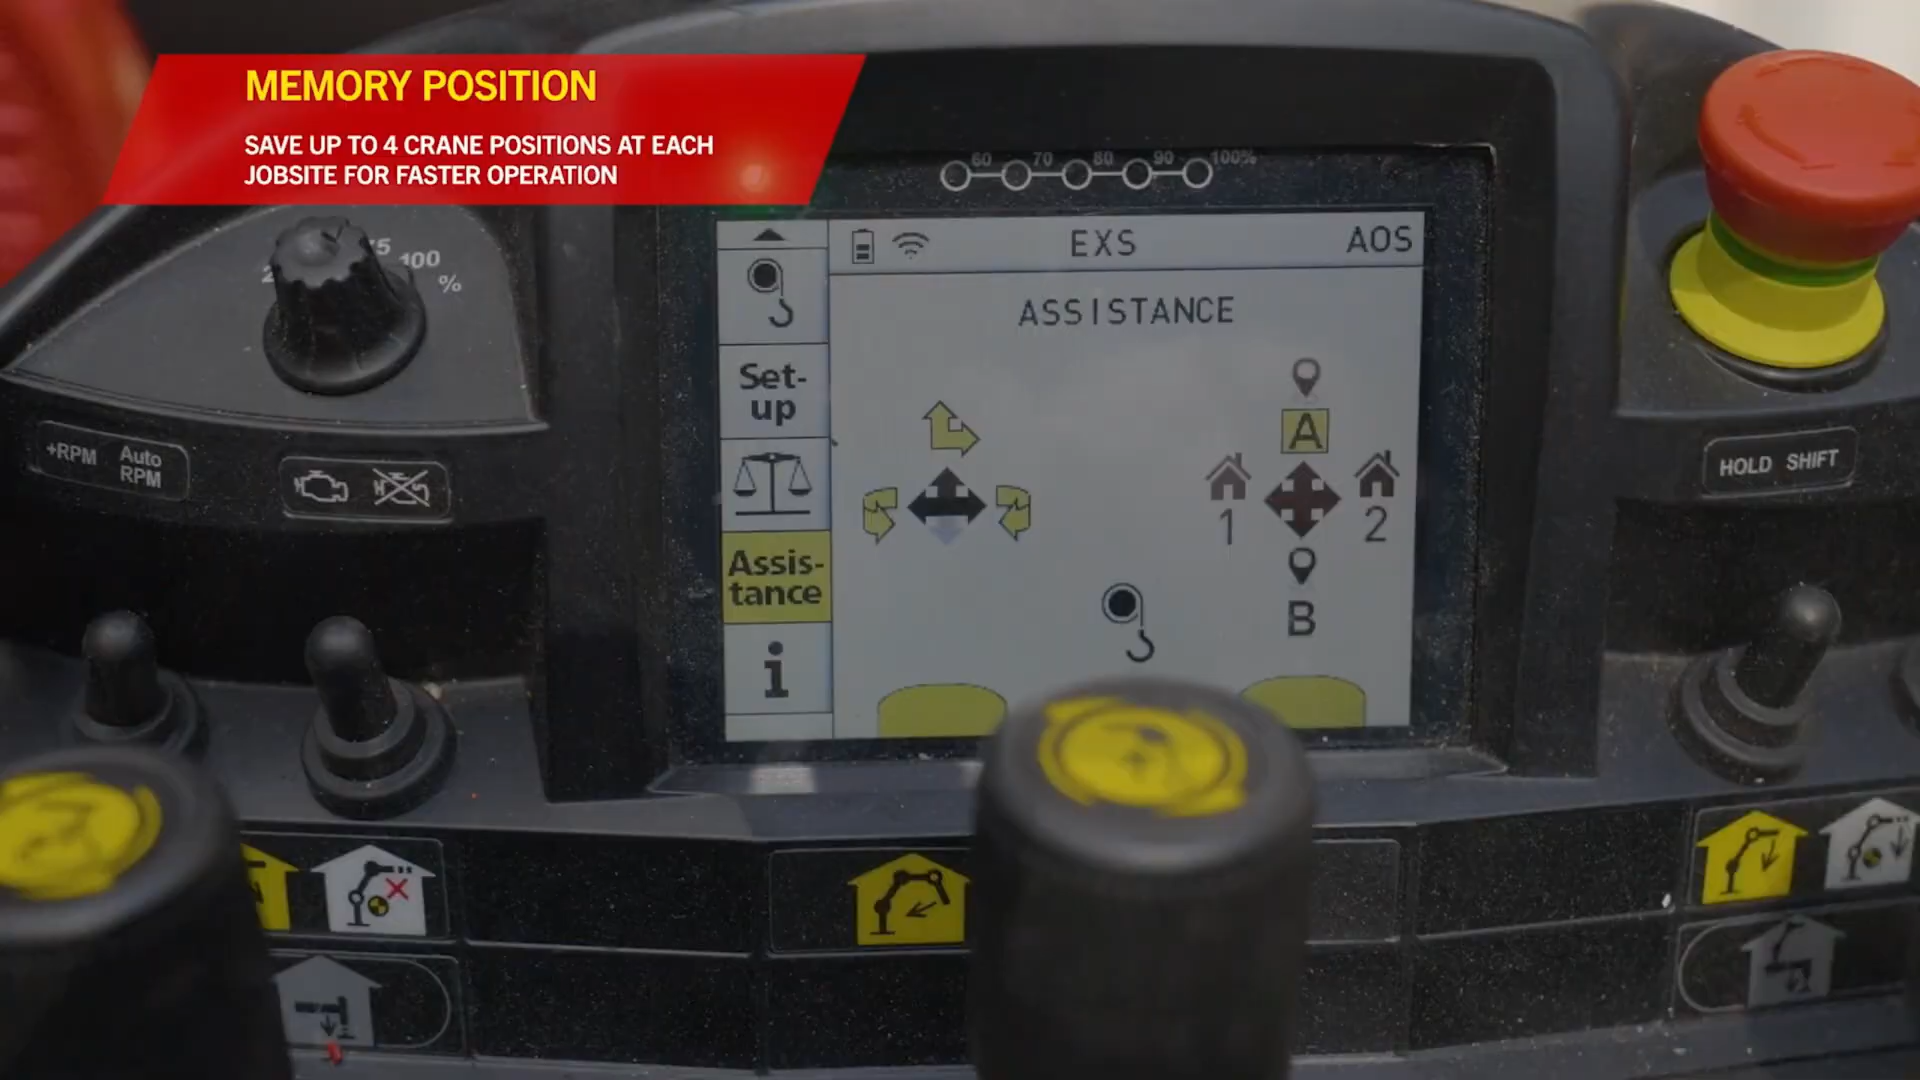 MEMORY POSITION
SAVE UP TO 4 CRANE POSITIONS AT EACH
JOBSITE FOR FASTER OPERATION
60 70 80 90 100%
EXS
AOS
ASSISTANCE
Set-
up
Assis-
tance
i
A
1
2
B
100
%
+RPM
Auto
RPM
HOLD SHIFT